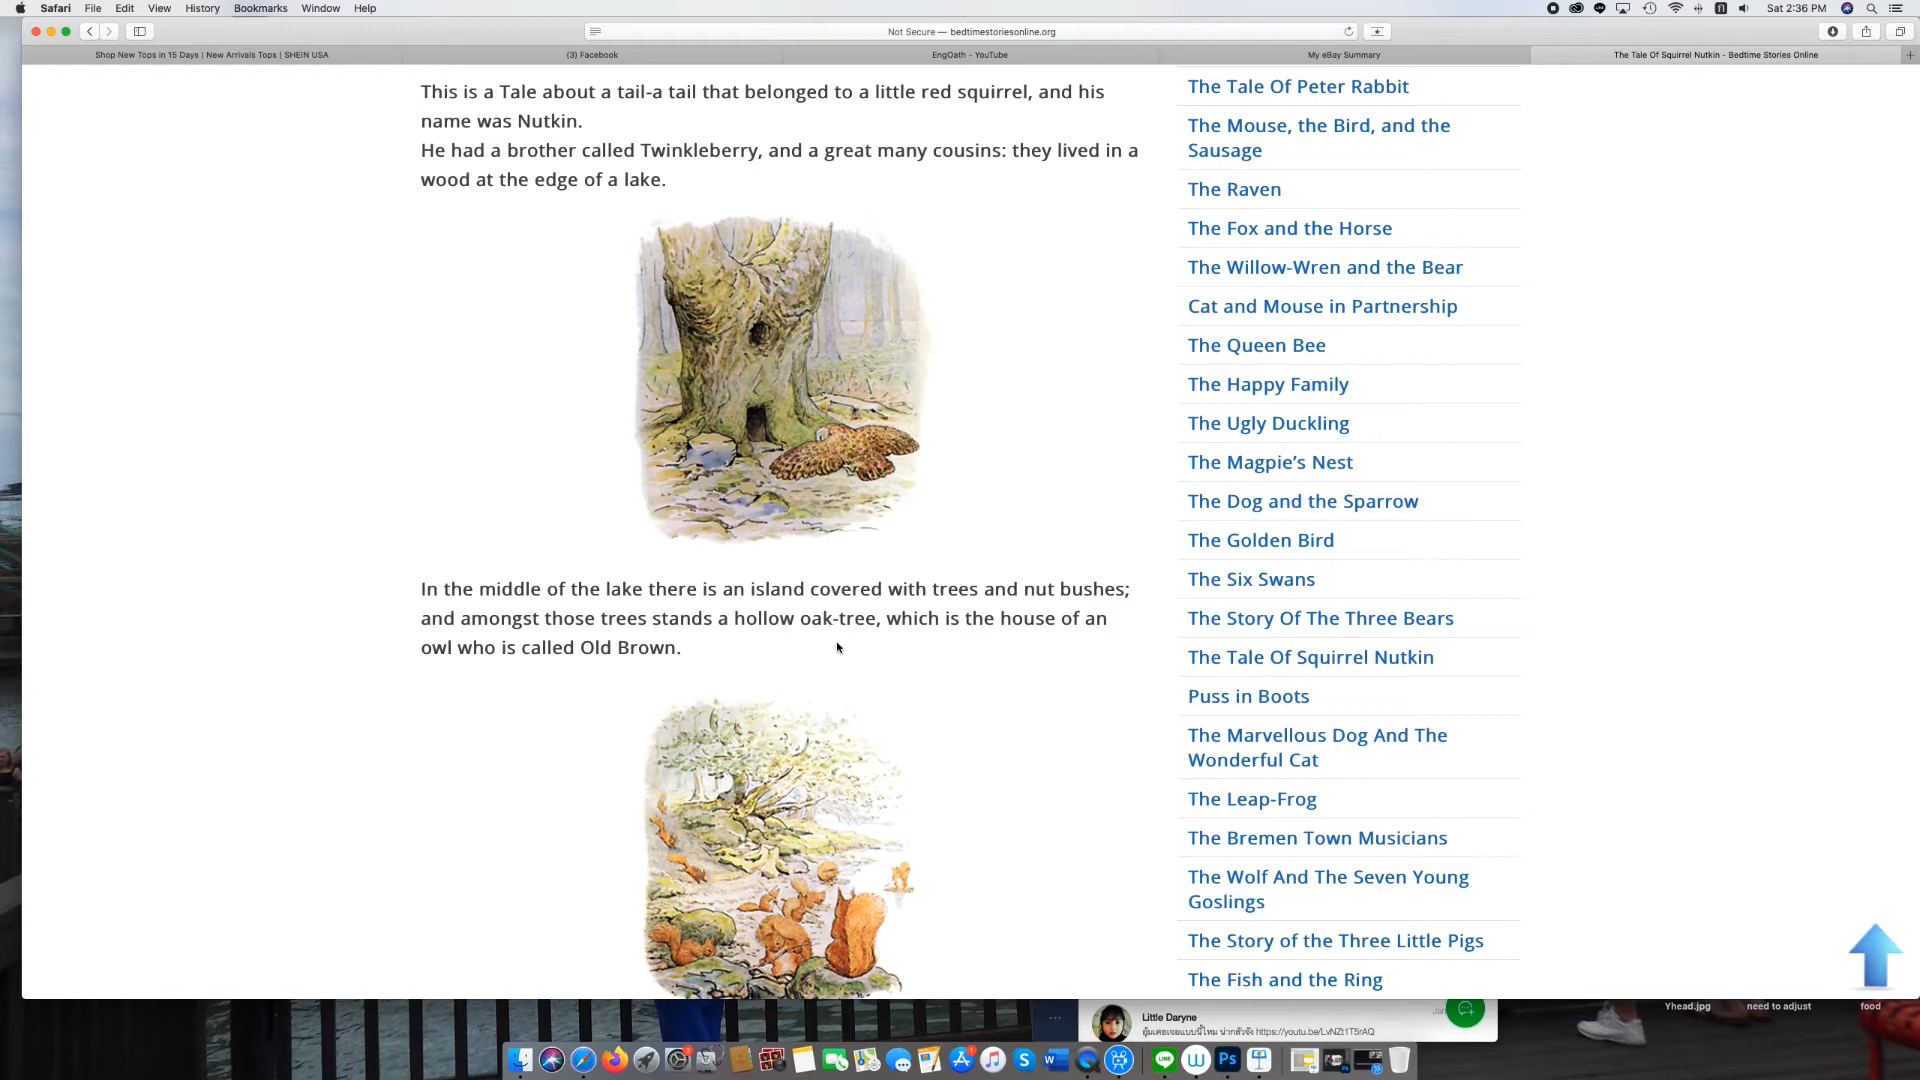 Safari File Edit View History Bookmarks Window Help
Sat 2:36 PM
Not Secure — bedtimestoriesonline.org
Shop New Tops in 15 Days | New Arrivals Tops | SHEIN USA
(3) Facebook
EngOath - YouTube
My eBay Summary
The Tale Of Squirrel Nutkin - Bedtime Stories Online
This is a Tale about a tail-a tail that belonged to a little red squirrel, and his
name was Nutkin.
He had a brother called Twinkleberry, and a great many cousins: they lived in a
wood at the edge of a lake.
In the middle of the lake there is an island covered with trees and nut bushes;
and amongst those trees stands a hollow oak-tree, which is the house of an
owl who is called Old Brown.
The Tale Of Peter Rabbit
The Mouse, the Bird, and the
Sausage
The Raven
The Fox and the Horse
The Willow-Wren and the Bear
Cat and Mouse in Partnership
The Queen Bee
The Happy Family
The Ugly Duckling
The Magpie’s Nest
The Dog and the Sparrow
The Golden Bird
The Six Swans
The Story Of The Three Bears
The Tale Of Squirrel Nutkin
Puss in Boots
The Marvellous Dog And The
Wonderful Cat
The Leap-Frog
The Bremen Town Musicians
The Wolf And The Seven Young
Goslings
The Story of the Three Little Pigs
The Fish and the Ring
Yhead.jpg
need to adjust
food
Little Daryne